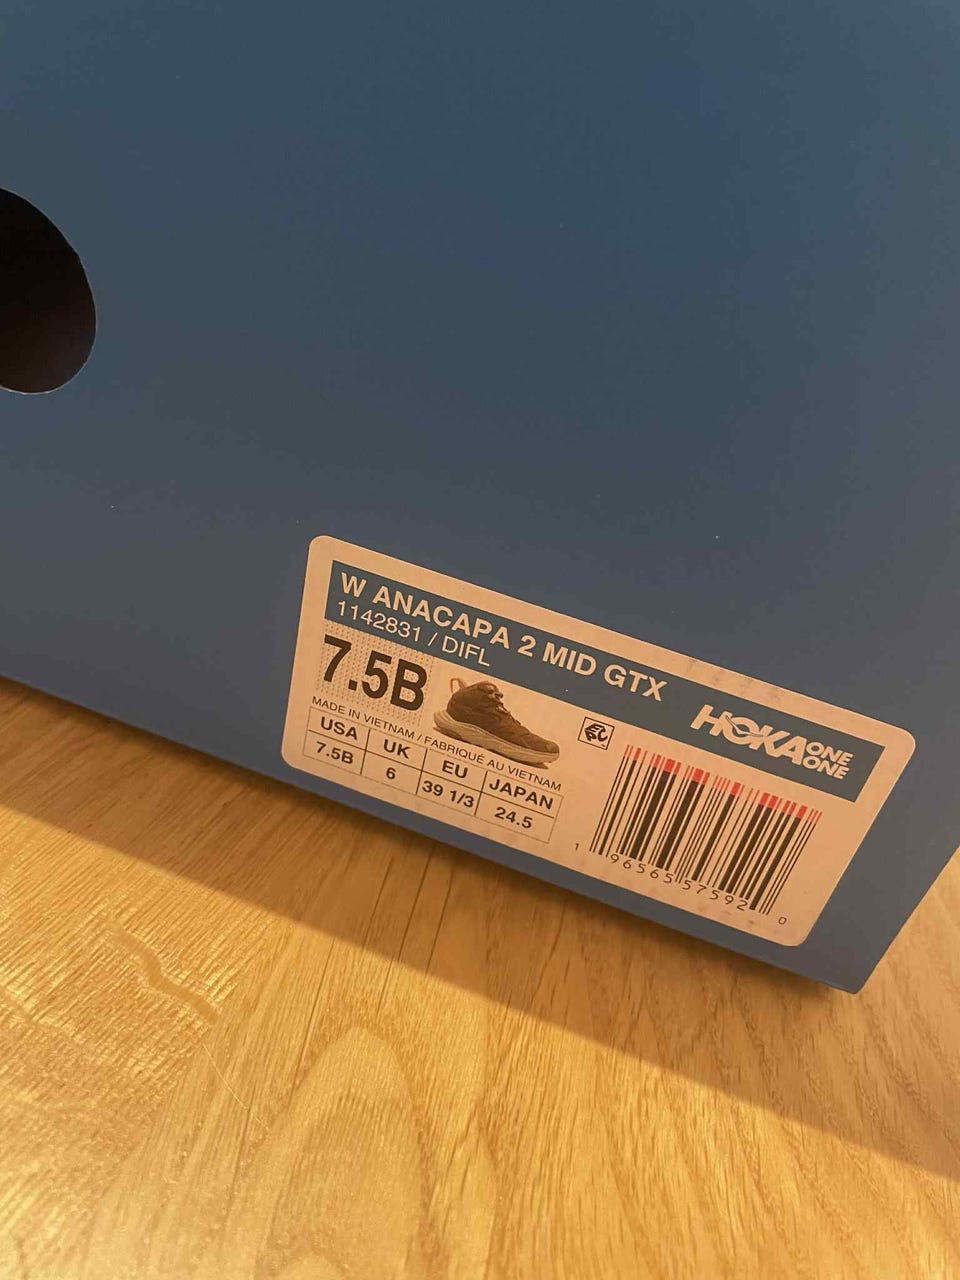 W ANACAPA 2 MID GTX
1142831 / DIFL
HOKA ONE ONE
7.5B
MADE IN VIETNAM / FABRIQUÉ AU VIETNAM
USA UK EU JAPAN
7.5B 6 39 1/3 24.5
1 96565 57592 0